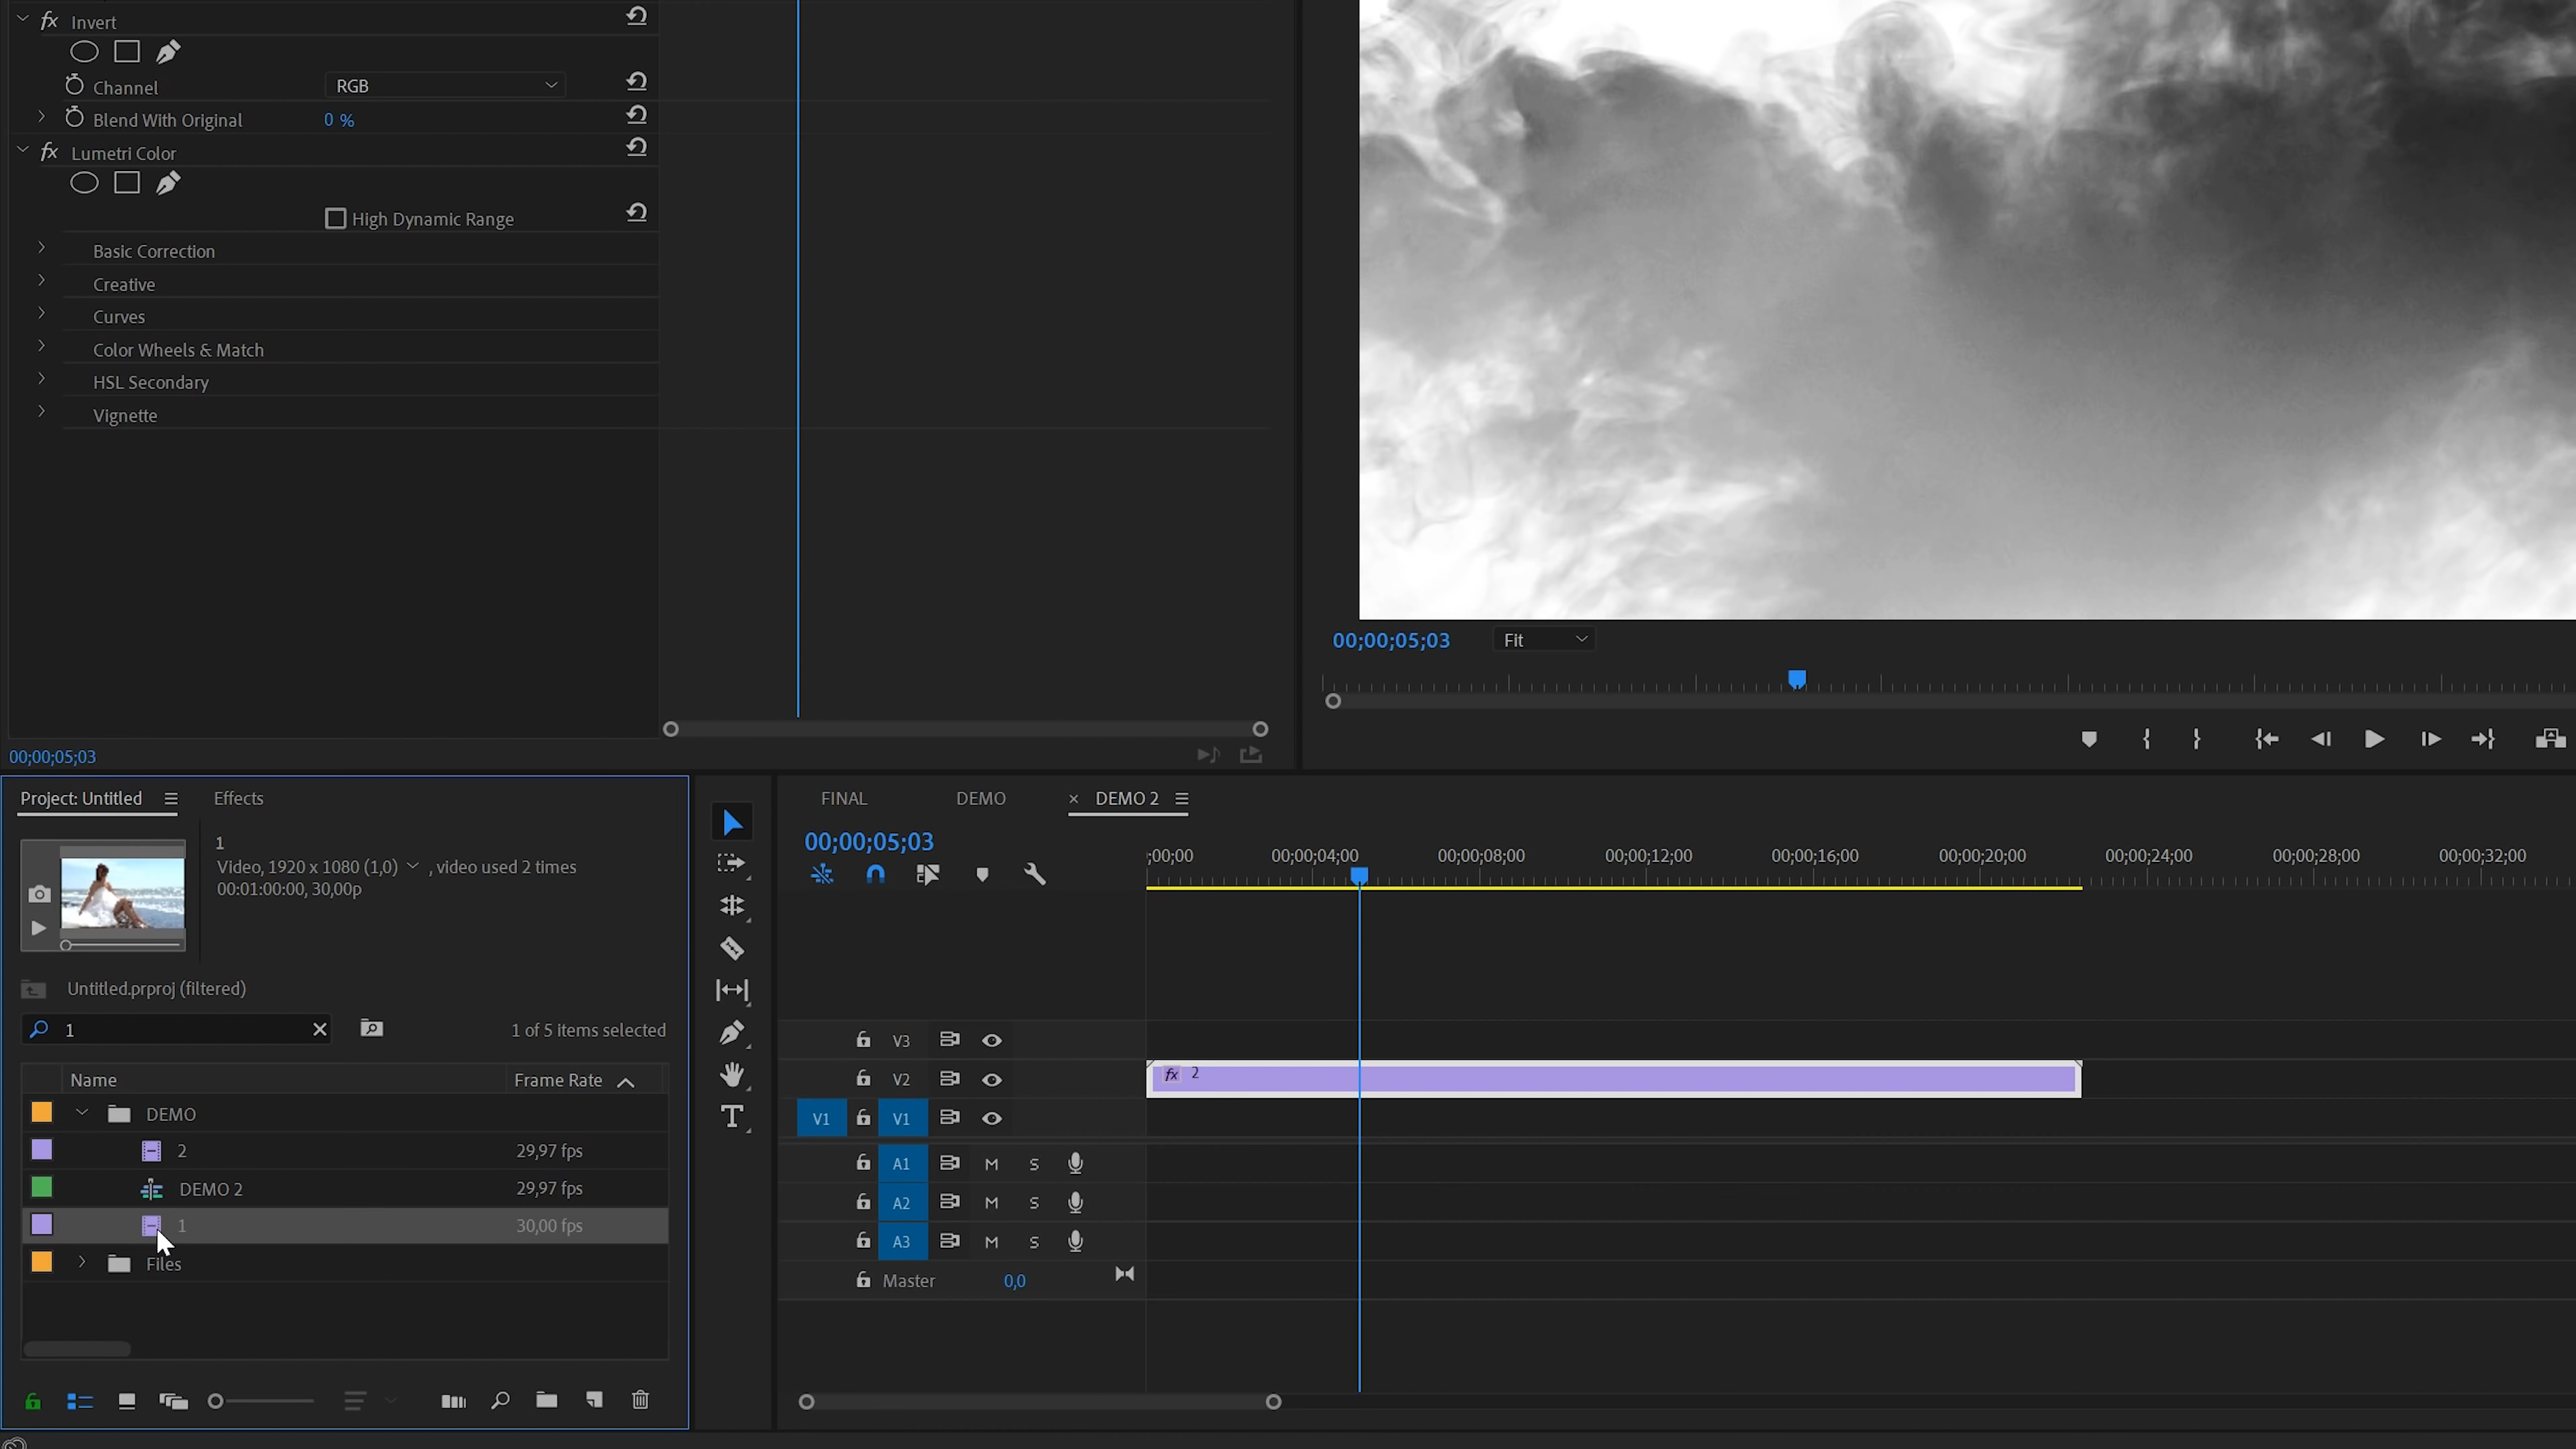 fx Invert
Channel RGB
Blend With Original 0 %
fx Lumetri Color
High Dynamic Range
Basic Correction
Creative
Curves
Color Wheels & Match
HSL Secondary
Vignette
00;00;05;03
00;00;05;03 Fit
Project: Untitled Effects
1
Video, 1920 x 1080 (1,0) , video used 2 times
00:01:00:00, 30,00p
Untitled.prproj (filtered)
1 1 of 5 items selected
Name Frame Rate
DEMO
2 29,97 fps
DEMO 2 29,97 fps
1 30,00 fps
Files
FINAL DEMO × DEMO 2
00;00;05;03
;00;00 00;00;04;00 00;00;08;00 00;00;12;00 00;00;16;00 00;00;20;00 00;00;24;00 00;00;28;00 00;00;32;00
V3
V2 fx 2
V1 V1
A1 M S
A2 M S
A3 M S
Master 0,0